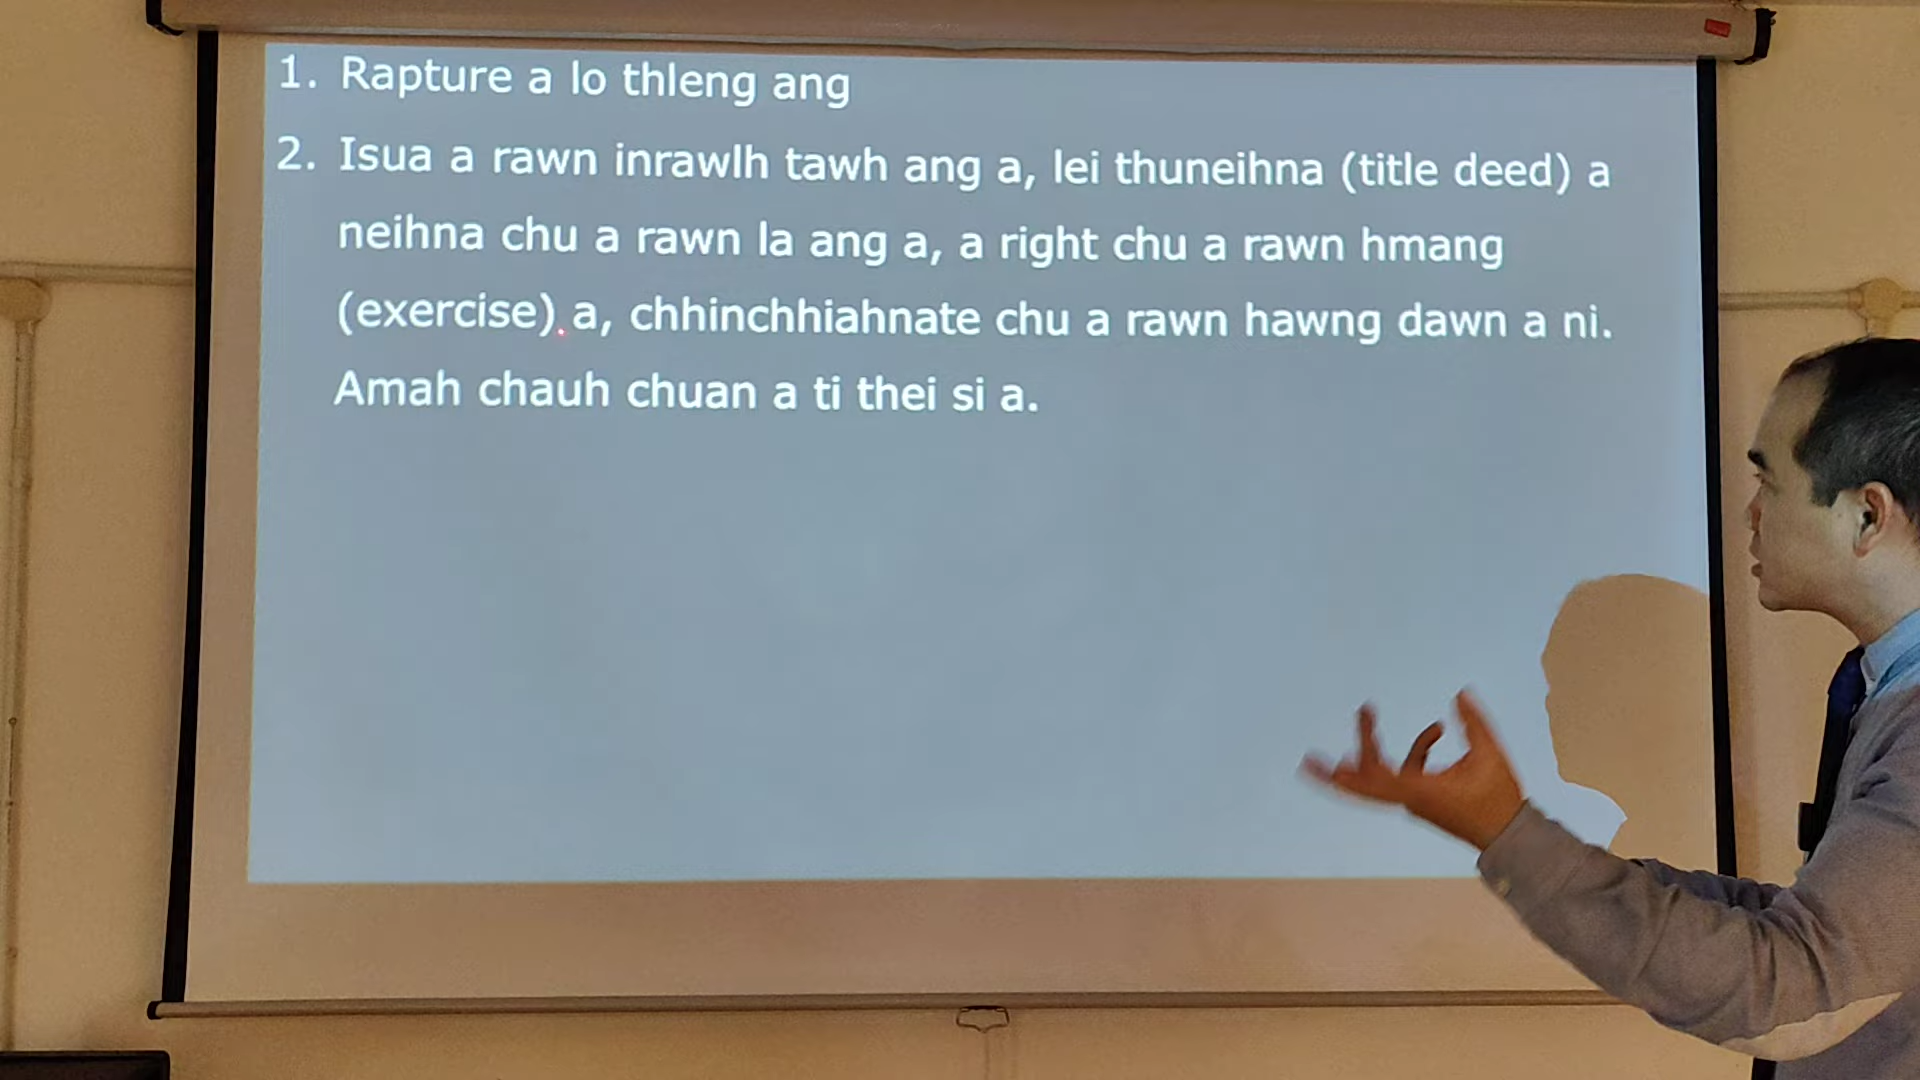 1. Rapture a lo thleng ang
2. Isua a rawn inrawlh tawh ang a, lei thuneihna (title deed) a
neihna chu a rawn la ang a, a right chu a rawn hmang
(exercise) a, chhinchhiahnate chu a rawn hawng dawn a ni.
Amah chauh chuan a ti thei si a.